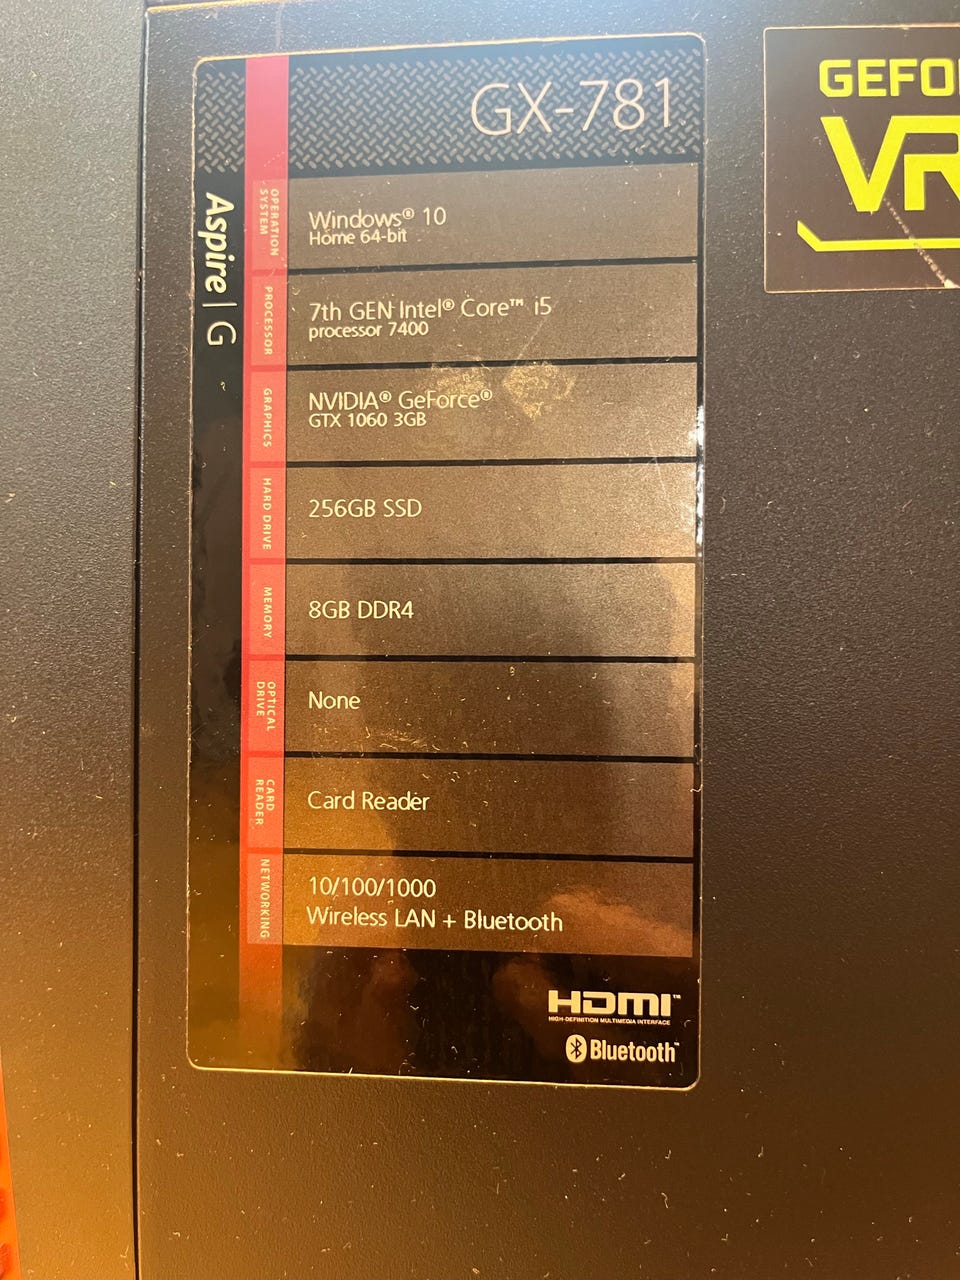 GX-781
Aspire | G
OPERATION
SYSTEM
Windows® 10
Home 64-bit
PROCESSOR
7th GEN Intel® Core™ i5
processor 7400
GRAPHICS
NVIDIA® GeForce®
GTX 1060 3GB
HARD DRIVE
256GB SSD
MEMORY
8GB DDR4
OPTICAL
DRIVE
None
CARD
READER
Card Reader
NETWORKING
10/100/1000
Wireless LAN + Bluetooth
HDMI™
HIGH-DEFINITION MULTIMEDIA INTERFACE
Bluetooth™
GEFO
VR